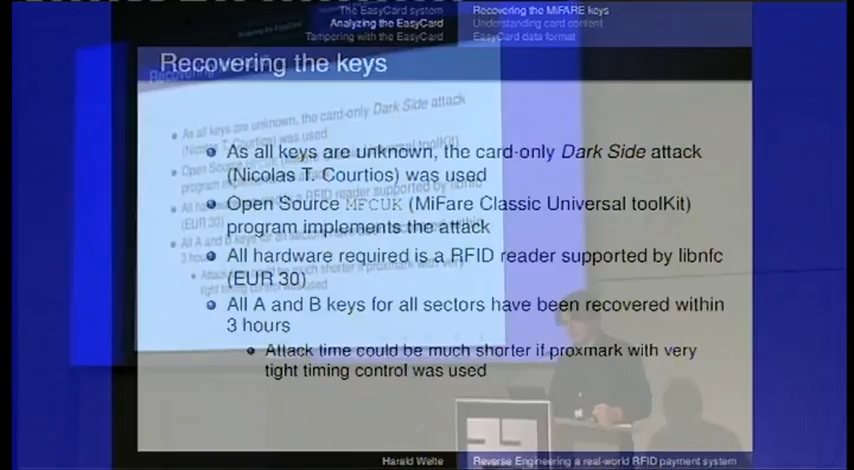 The EasyCard system
Analyzing the EasyCard
Tampering with the EasyCard
Recovering the MiFARE keys
Understanding card content
EasyCard data format
Recovering the keys
As all keys are unknown, the card-only Dark Side attack
(Nicolas T. Courtios) was used
Open Source MFCUK (MiFare Classic Universal toolKit)
program implements the attack
All hardware required is a RFID reader supported by libnfc
(EUR 30)
All A and B keys for all sectors have been recovered within
3 hours
Attack time could be much shorter if proxmark with very
tight timing control was used
Harald Welte
Reverse Engineering a real-world RFID payment system